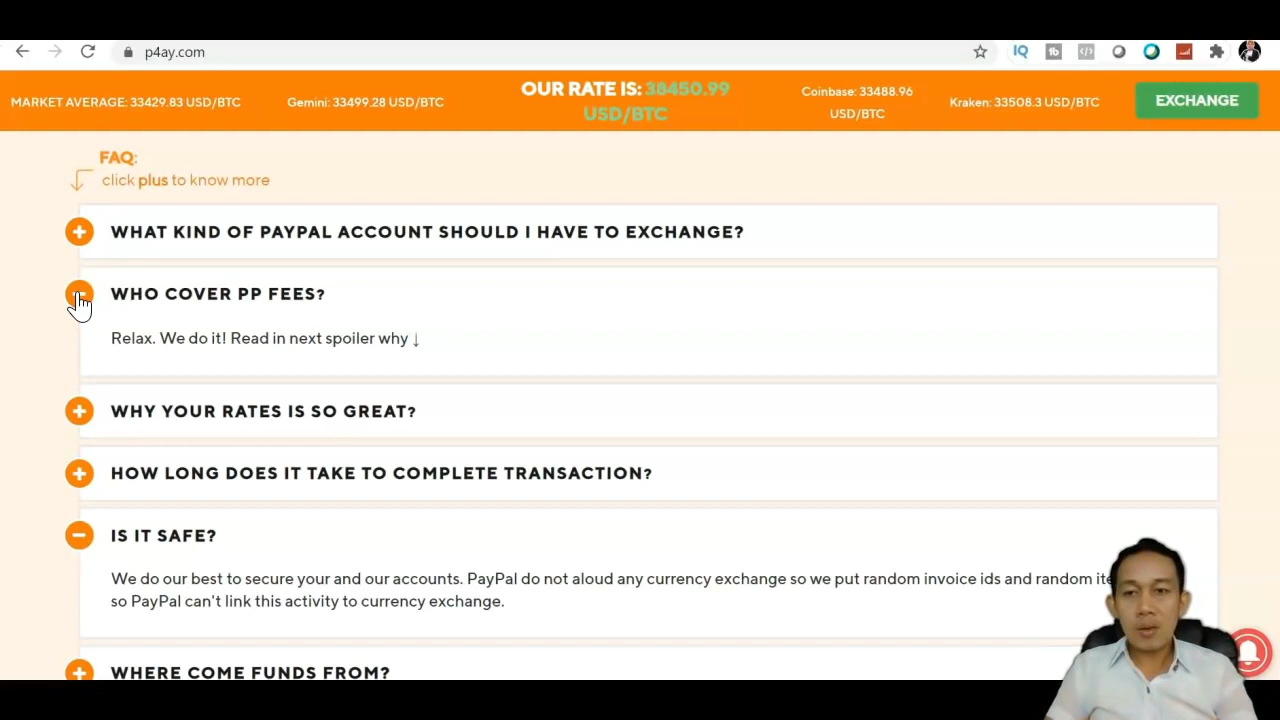 p4ay.com
MARKET AVERAGE: 33429.83 USD/BTC
Gemini: 33499.28 USD/BTC
OUR RATE IS: 38450.99
USD/BTC
Coinbase: 33488.96
USD/BTC
Kraken: 33508.3 USD/BTC
EXCHANGE
FAQ:
click plus to know more
WHAT KIND OF PAYPAL ACCOUNT SHOULD I HAVE TO EXCHANGE?
WHO COVER PP FEES?
Relax. We do it! Read in next spoiler why ↓
WHY YOUR RATES IS SO GREAT?
HOW LONG DOES IT TAKE TO COMPLETE TRANSACTION?
IS IT SAFE?
We do our best to secure your and our accounts. PayPal do not aloud any currency exchange so we put random invoice ids and random
so PayPal can't link this activity to currency exchange.
WHERE COME FUNDS FROM?